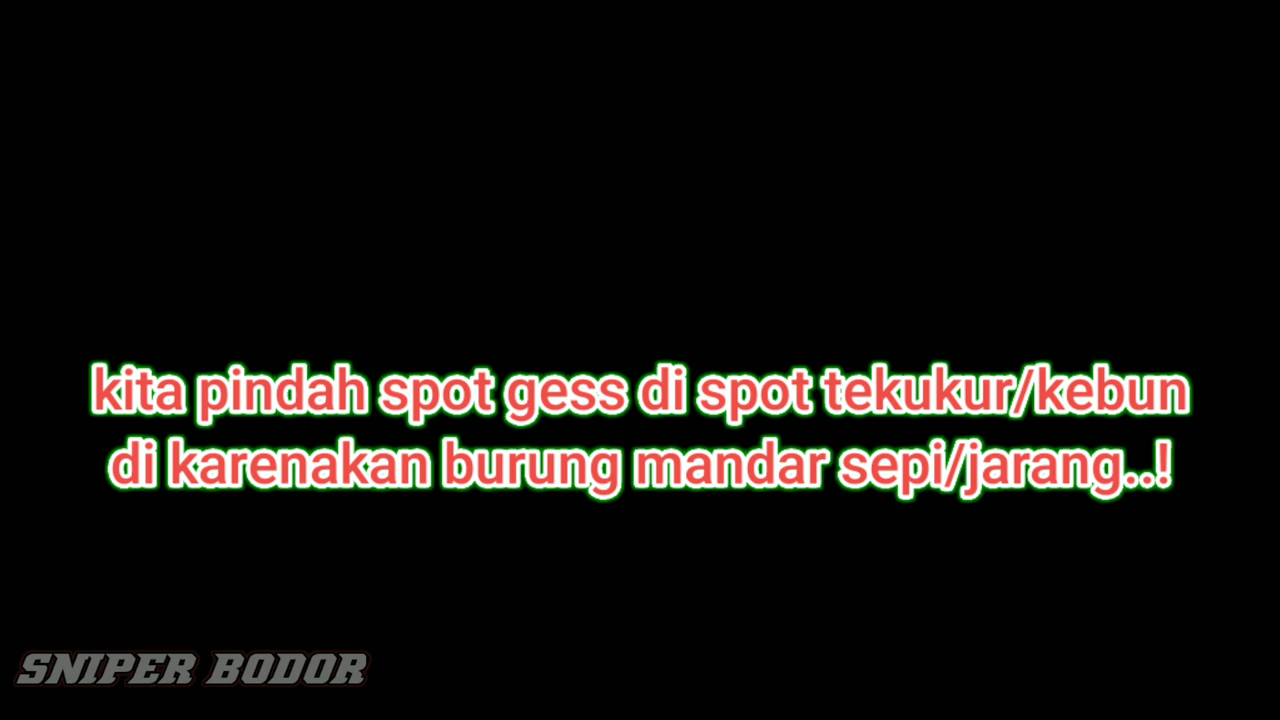 kita pindah spot gess di spot tekukur/kebun
di karenakan burung mandar sepi/jarang..!
SNIPER BODOR